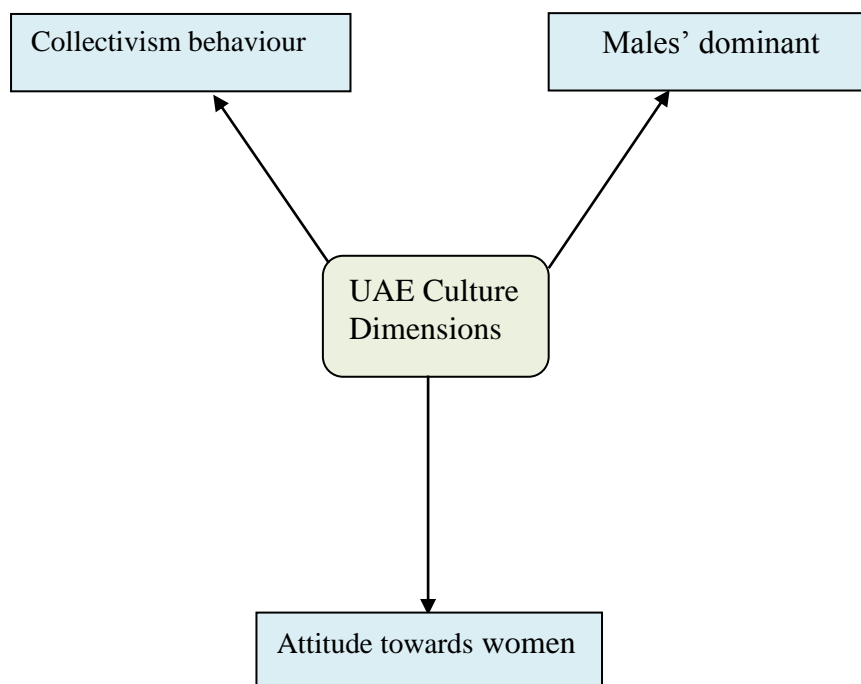 Collectivism behaviour
Males’ dominant
UAE Culture
Dimensions
Attitude towards women